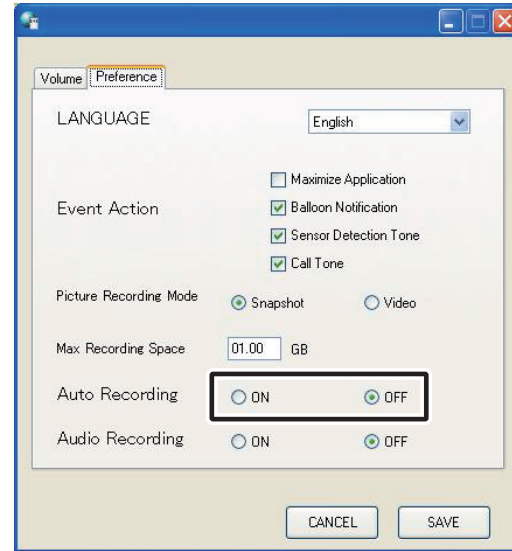 Volume Preference
LANGUAGE English
Maximize Application
Event Action Balloon Notification
Sensor Detection Tone
Call Tone
Picture Recording Mode Snapshot Video
Max Recording Space 01.00 GB
Auto Recording ON OFF
Audio Recording ON OFF
CANCEL SAVE